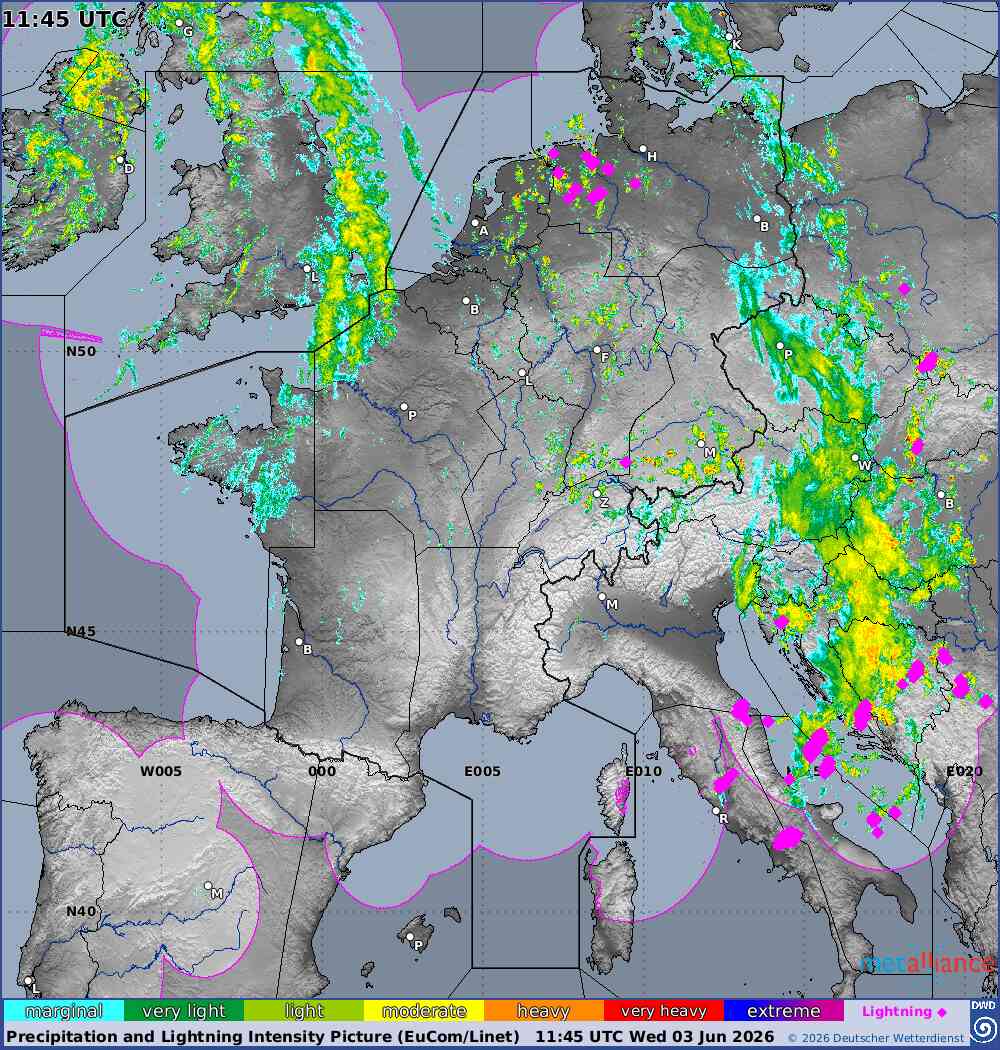 11:45 UTC
G
K
H
D
A
B
L
B
N50
P
F
L
P
M
W
Z
B
M
N45
B
W005
000
E005
E010
E015
E020
R
M
N40
P
L
metalliance
marginal
very light
light
moderate
heavy
very heavy
extreme
Lightning
DWD
Precipitation and Lightning Intensity Picture (EuCom/Linet) 11:45 UTC Wed 03 Jun 2026 © 2026 Deutscher Wetterdienst